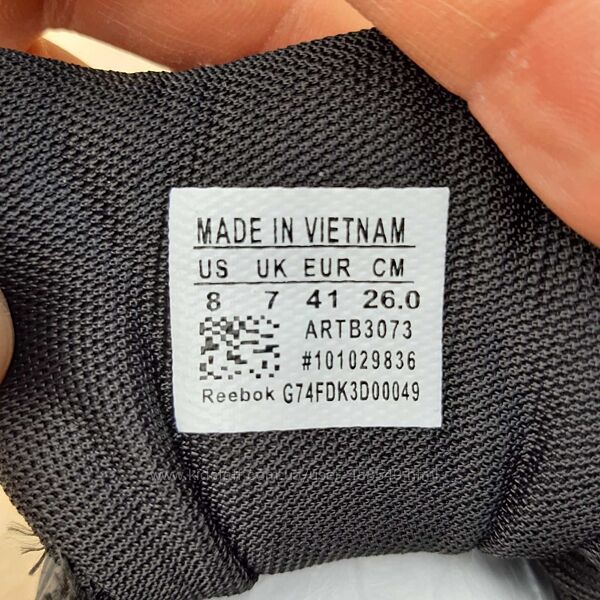 MADE IN VIETNAM
US UK EUR CM
8 7 41 26.0
ARTB3073
#101029836
Reebok G74FDK3D00049